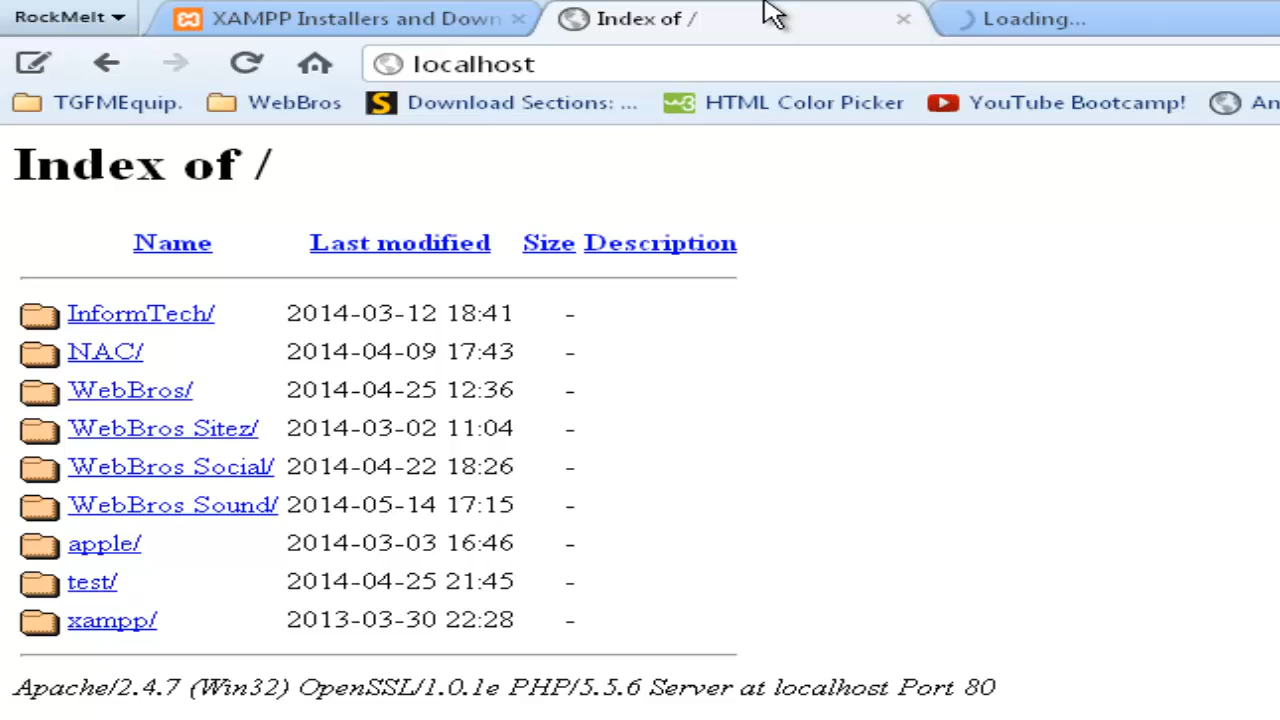 RockMelt XAMPP Installers and Down Index of / Loading...
localhost
TGFMEquip. WebBros S Download Sections: ... w3 HTML Color Picker YouTube Bootcamp! An
Index of /
Name Last modified Size Description
InformTech/ 2014-03-12 18:41 -
NAC/ 2014-04-09 17:43 -
WebBros/ 2014-04-25 12:36 -
WebBros Sitez/ 2014-03-02 11:04 -
WebBros Social/ 2014-04-22 18:26 -
WebBros Sound/ 2014-05-14 17:15 -
apple/ 2014-03-03 16:46 -
test/ 2014-04-25 21:45 -
xampp/ 2013-03-30 22:28 -
Apache/2.4.7 (Win32) OpenSSL/1.0.1e PHP/5.5.6 Server at localhost Port 80